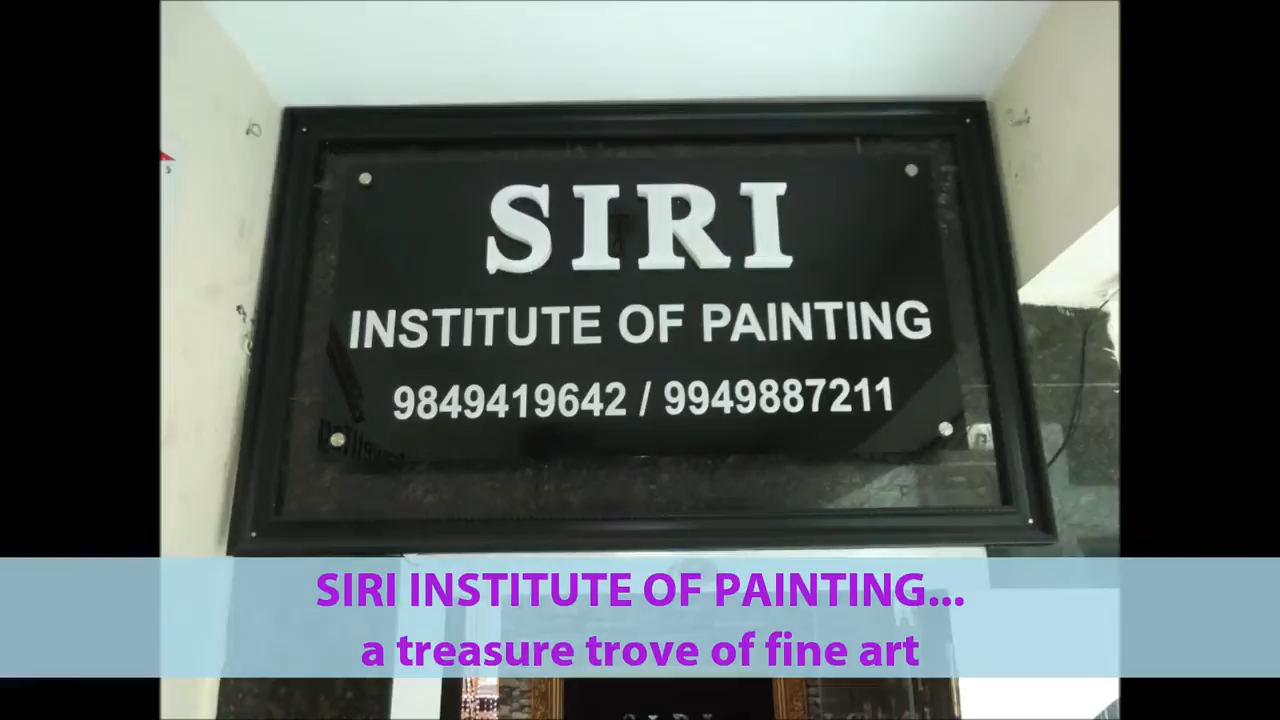 SIRI
INSTITUTE OF PAINTING
9849419642 / 9949887211
SIRI INSTITUTE OF PAINTING...
a treasure trove of fine art